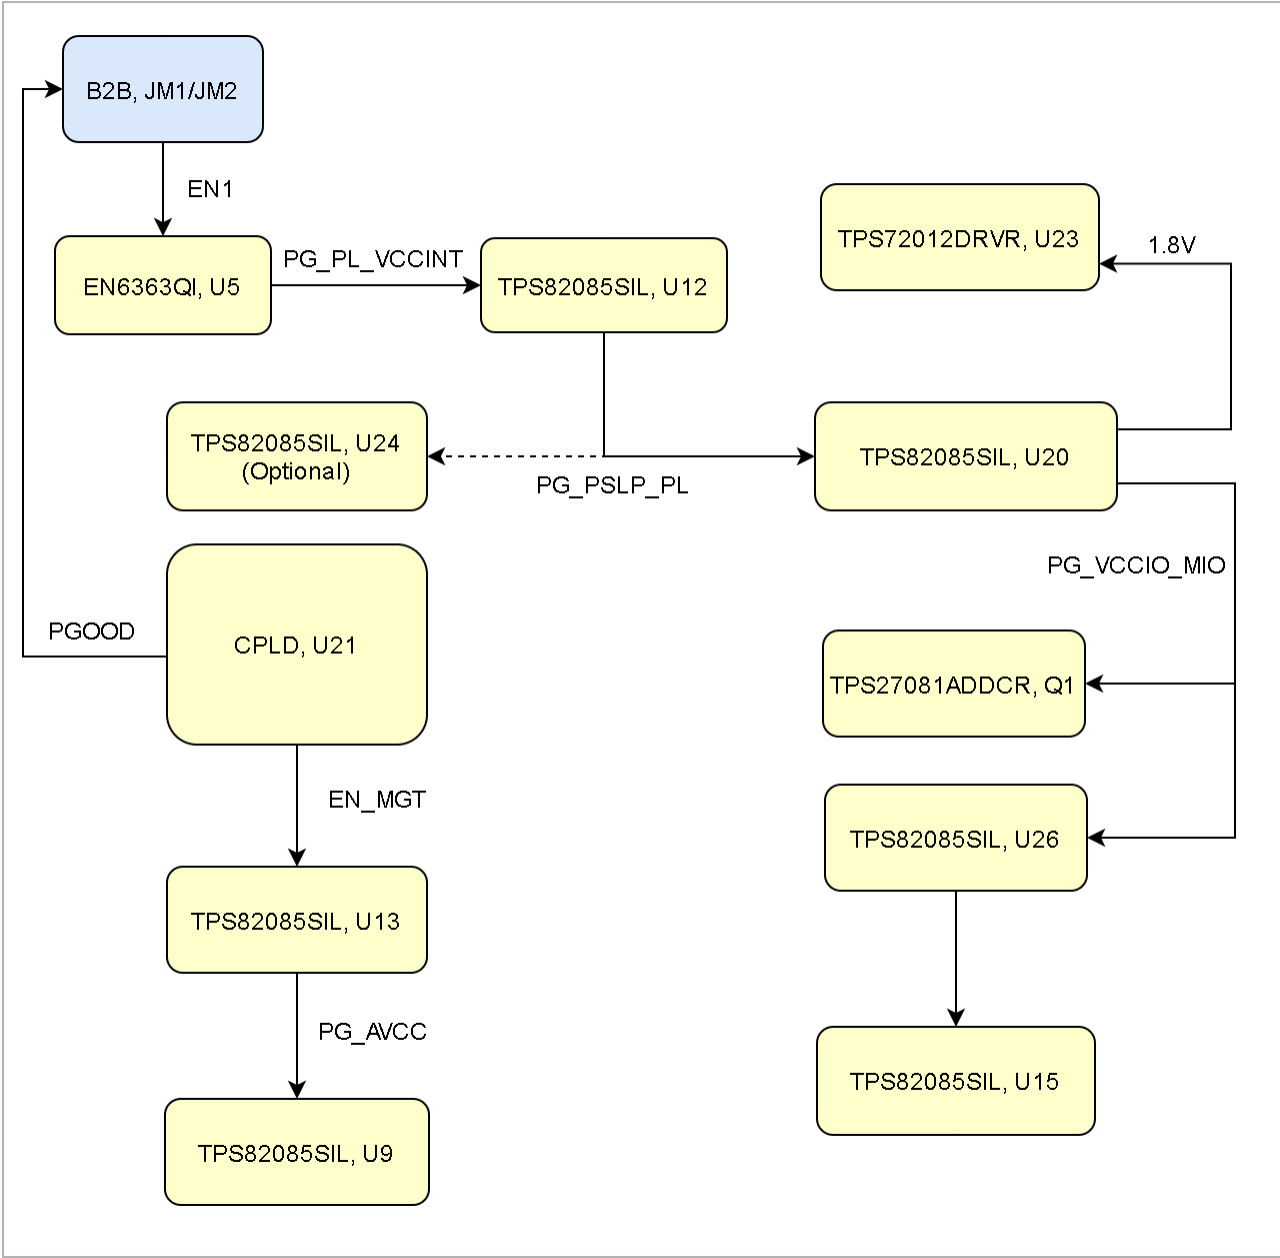 B2B, JM1/JM2
EN1
EN6363QI, U5
PG_PL_VCCINT
TPS82085SIL, U12
TPS72012DRVR, U23
1.8V
TPS82085SIL, U24
(Optional)
PG_PSLP_PL
TPS82085SIL, U20
PG_VCCIO_MIO
PGOOD
CPLD, U21
TPS27081ADDCR, Q1
EN_MGT
TPS82085SIL, U26
TPS82085SIL, U13
PG_AVCC
TPS82085SIL, U15
TPS82085SIL, U9